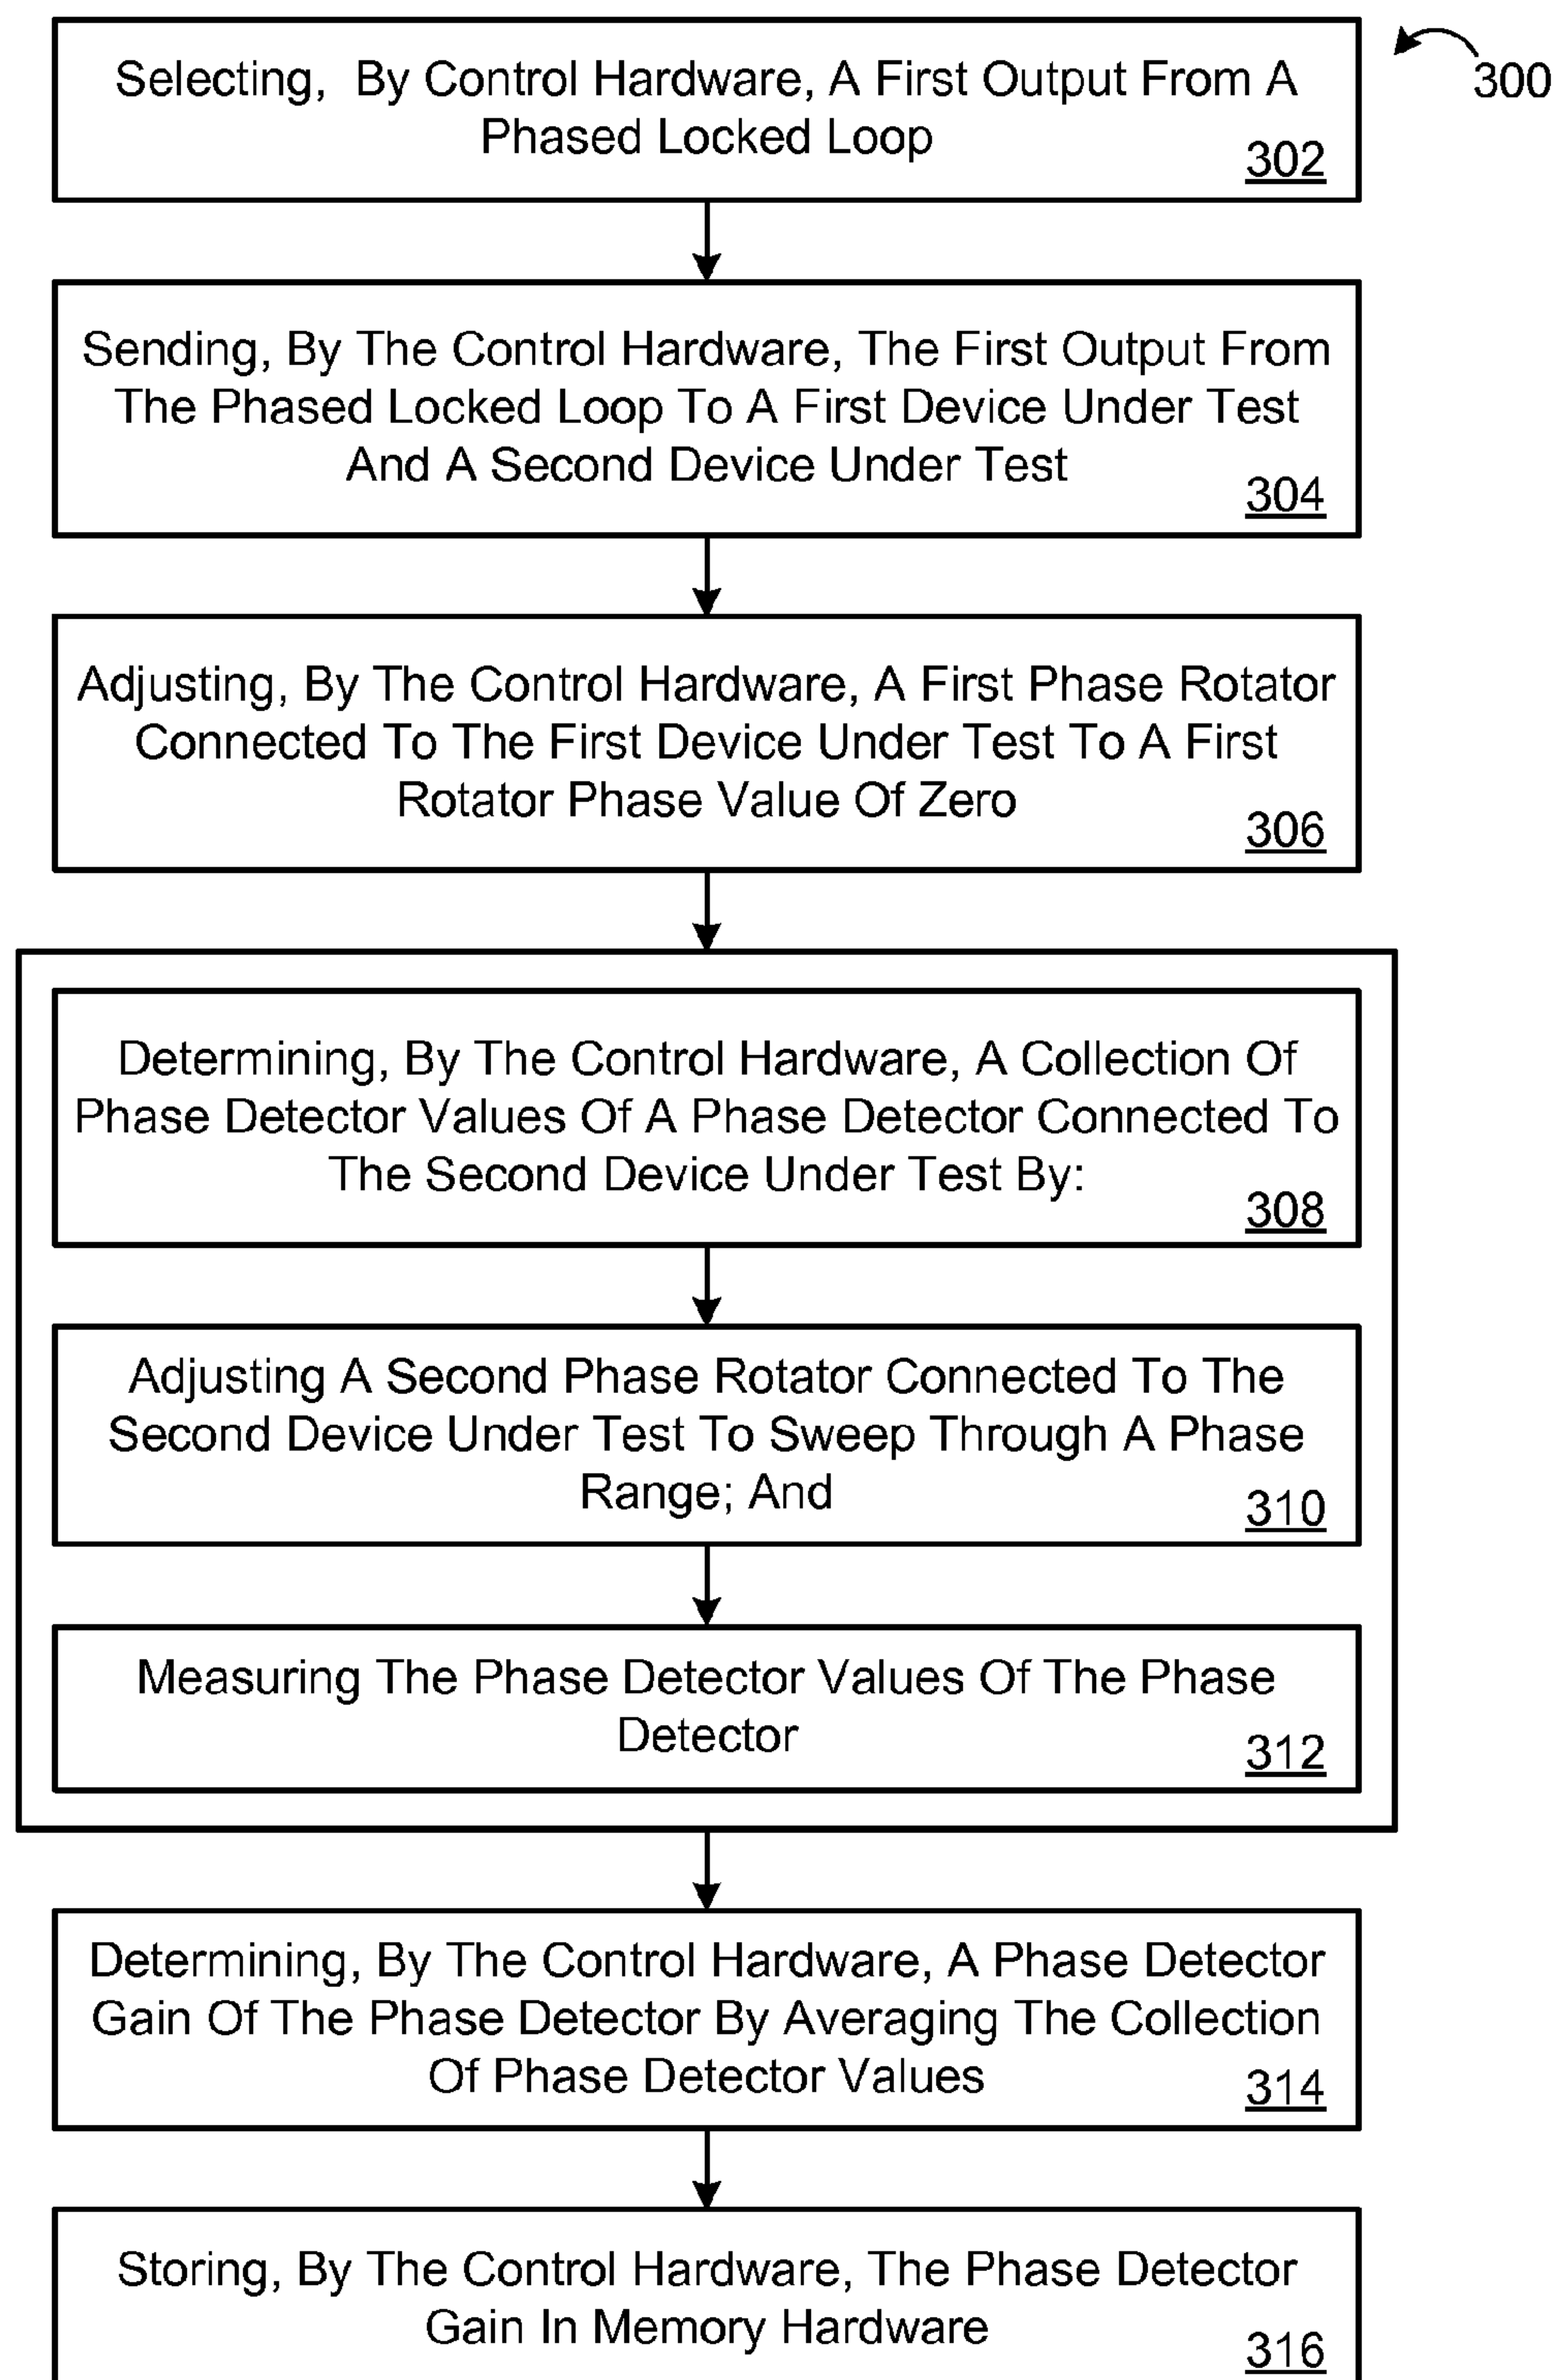 300
Selecting, By Control Hardware, A First Output From A
Phased Locked Loop
302
Sending, By The Control Hardware, The First Output From
The Phased Locked Loop To A First Device Under Test
And A Second Device Under Test
304
Adjusting, By The Control Hardware, A First Phase Rotator
Connected To The First Device Under Test To A First
Rotator Phase Value Of Zero
306
Determining, By The Control Hardware, A Collection Of
Phase Detector Values Of A Phase Detector Connected To
The Second Device Under Test By:
308
Adjusting A Second Phase Rotator Connected To The
Second Device Under Test To Sweep Through A Phase
Range; And
310
Measuring The Phase Detector Values Of The Phase
Detector
312
Determining, By The Control Hardware, A Phase Detector
Gain Of The Phase Detector By Averaging The Collection
Of Phase Detector Values
314
Storing, By The Control Hardware, The Phase Detector
Gain In Memory Hardware
316